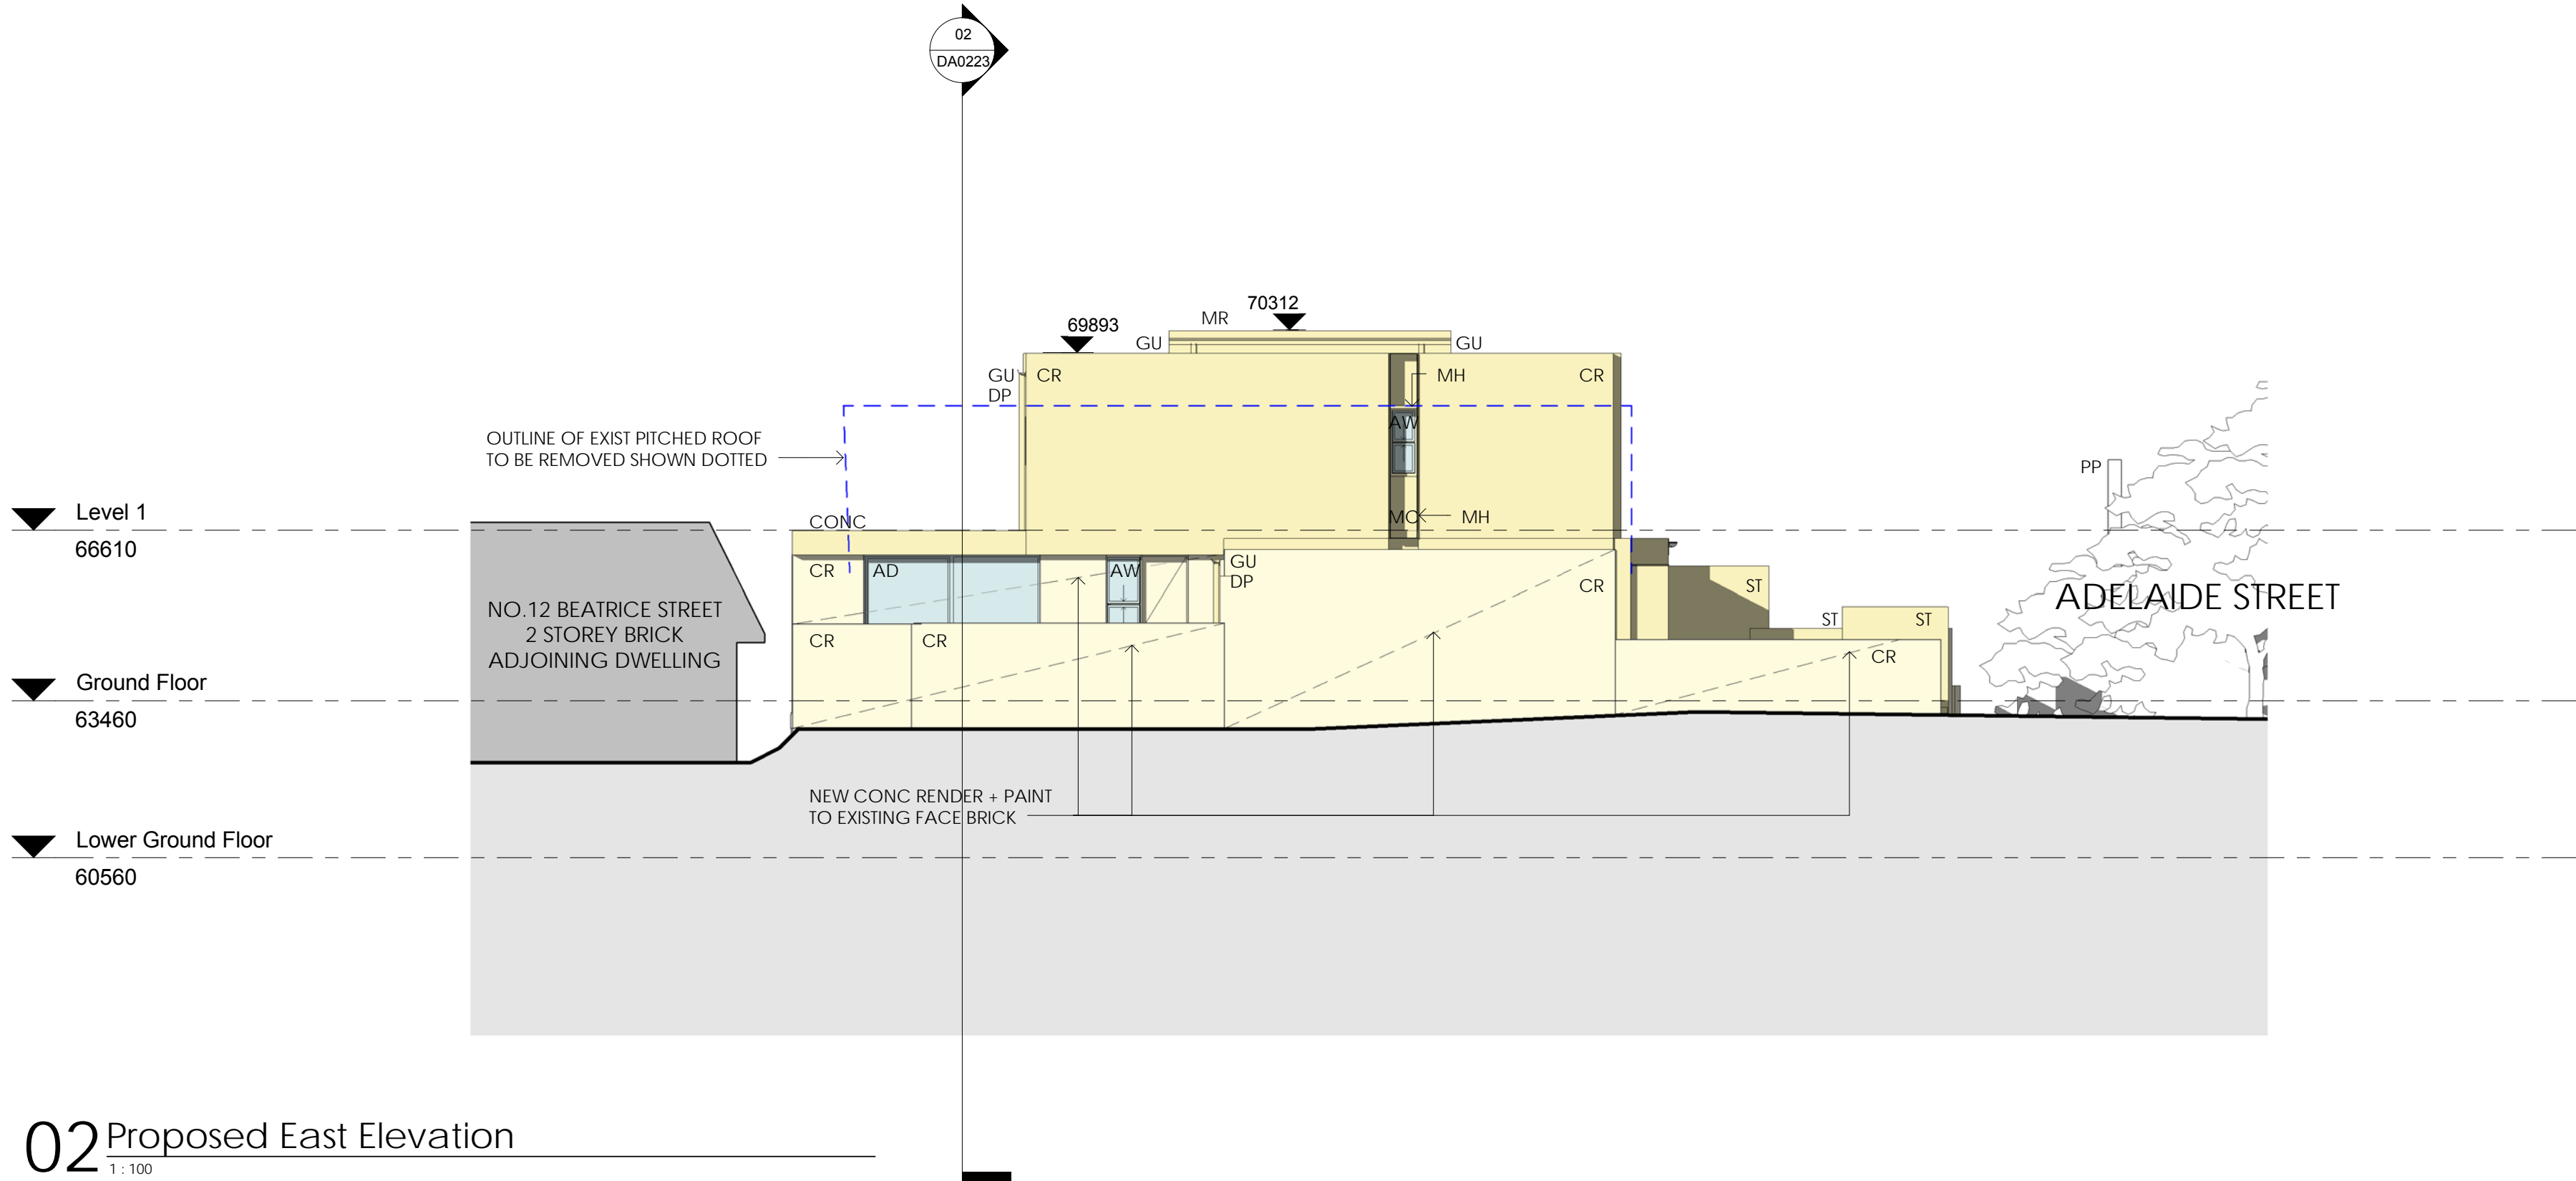 02
DA0223
70312
MR
69893
GU
GU
GU
CR
MH
CR
DP
AW
OUTLINE OF EXIST PITCHED ROOF
TO BE REMOVED SHOWN DOTTED
PP
Level 1
66610
CONC
MC
MH
CR
AD
AW
GU
DP
CR
ST
ADELAIDE STREET
NO.12 BEATRICE STREET
2 STOREY BRICK
ADJOINING DWELLING
ST
ST
CR
CR
CR
Ground Floor
63460
NEW CONC RENDER + PAINT
TO EXISTING FACE BRICK
Lower Ground Floor
60560
02
Proposed East Elevation
1 : 100